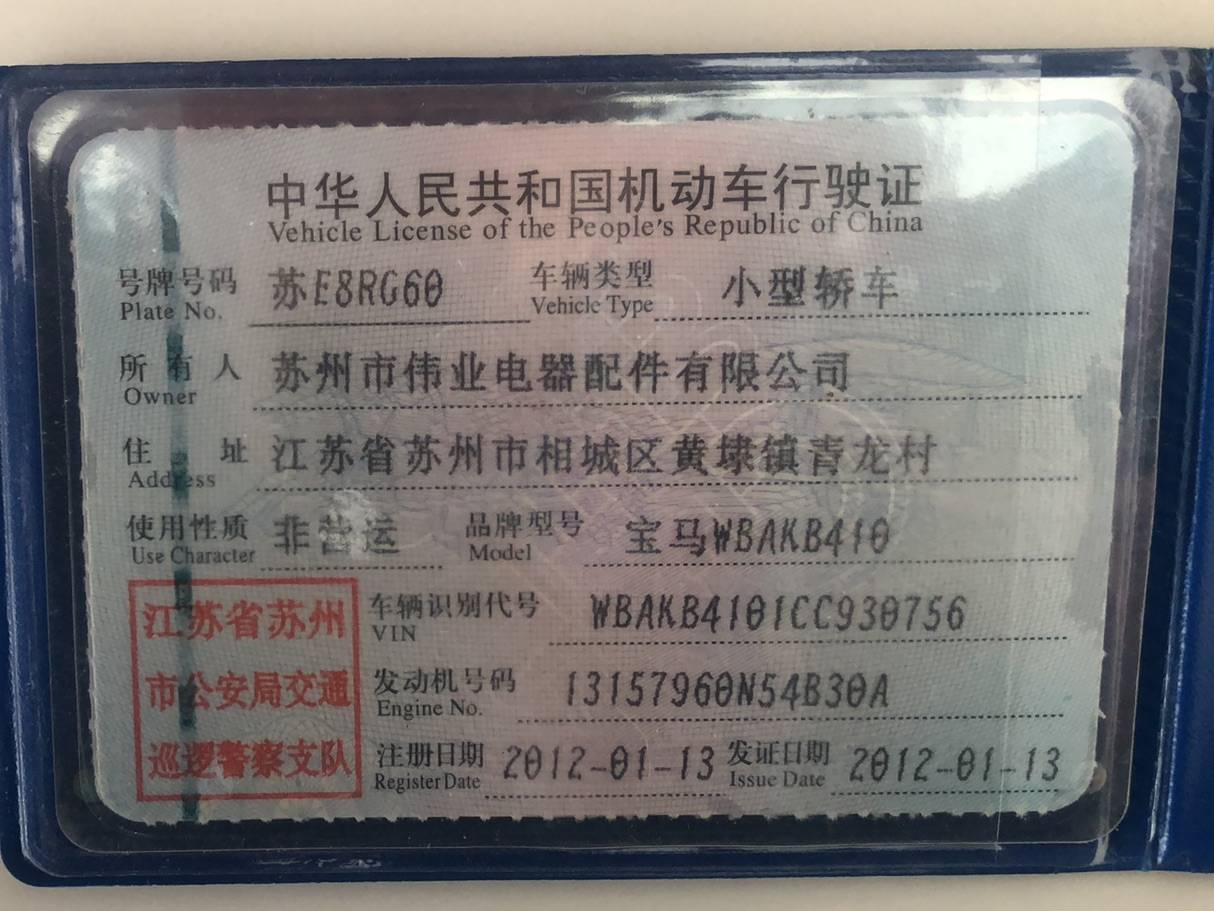 中华人民共和国机动车行驶证
Vehicle License of the People's Republic of China
号牌号码 苏E8RG60 车辆类型 小型轿车
Plate No. Vehicle Type
所有人 苏州市伟业电器配件有限公司
Owner
住址 江苏省苏州市相城区黄埭镇青龙村
Address
使用性质 非营运 品牌型号 宝马WBAKB410
Use Character Model
江苏省苏州 车辆识别代号 WBAKB4101CC930756
VIN
市公安局交通 发动机号码 13157960N54B30A
Engine No.
巡逻警察支队 注册日期 2012-01-13 发证日期 2012-01-13
Register Date Issue Date